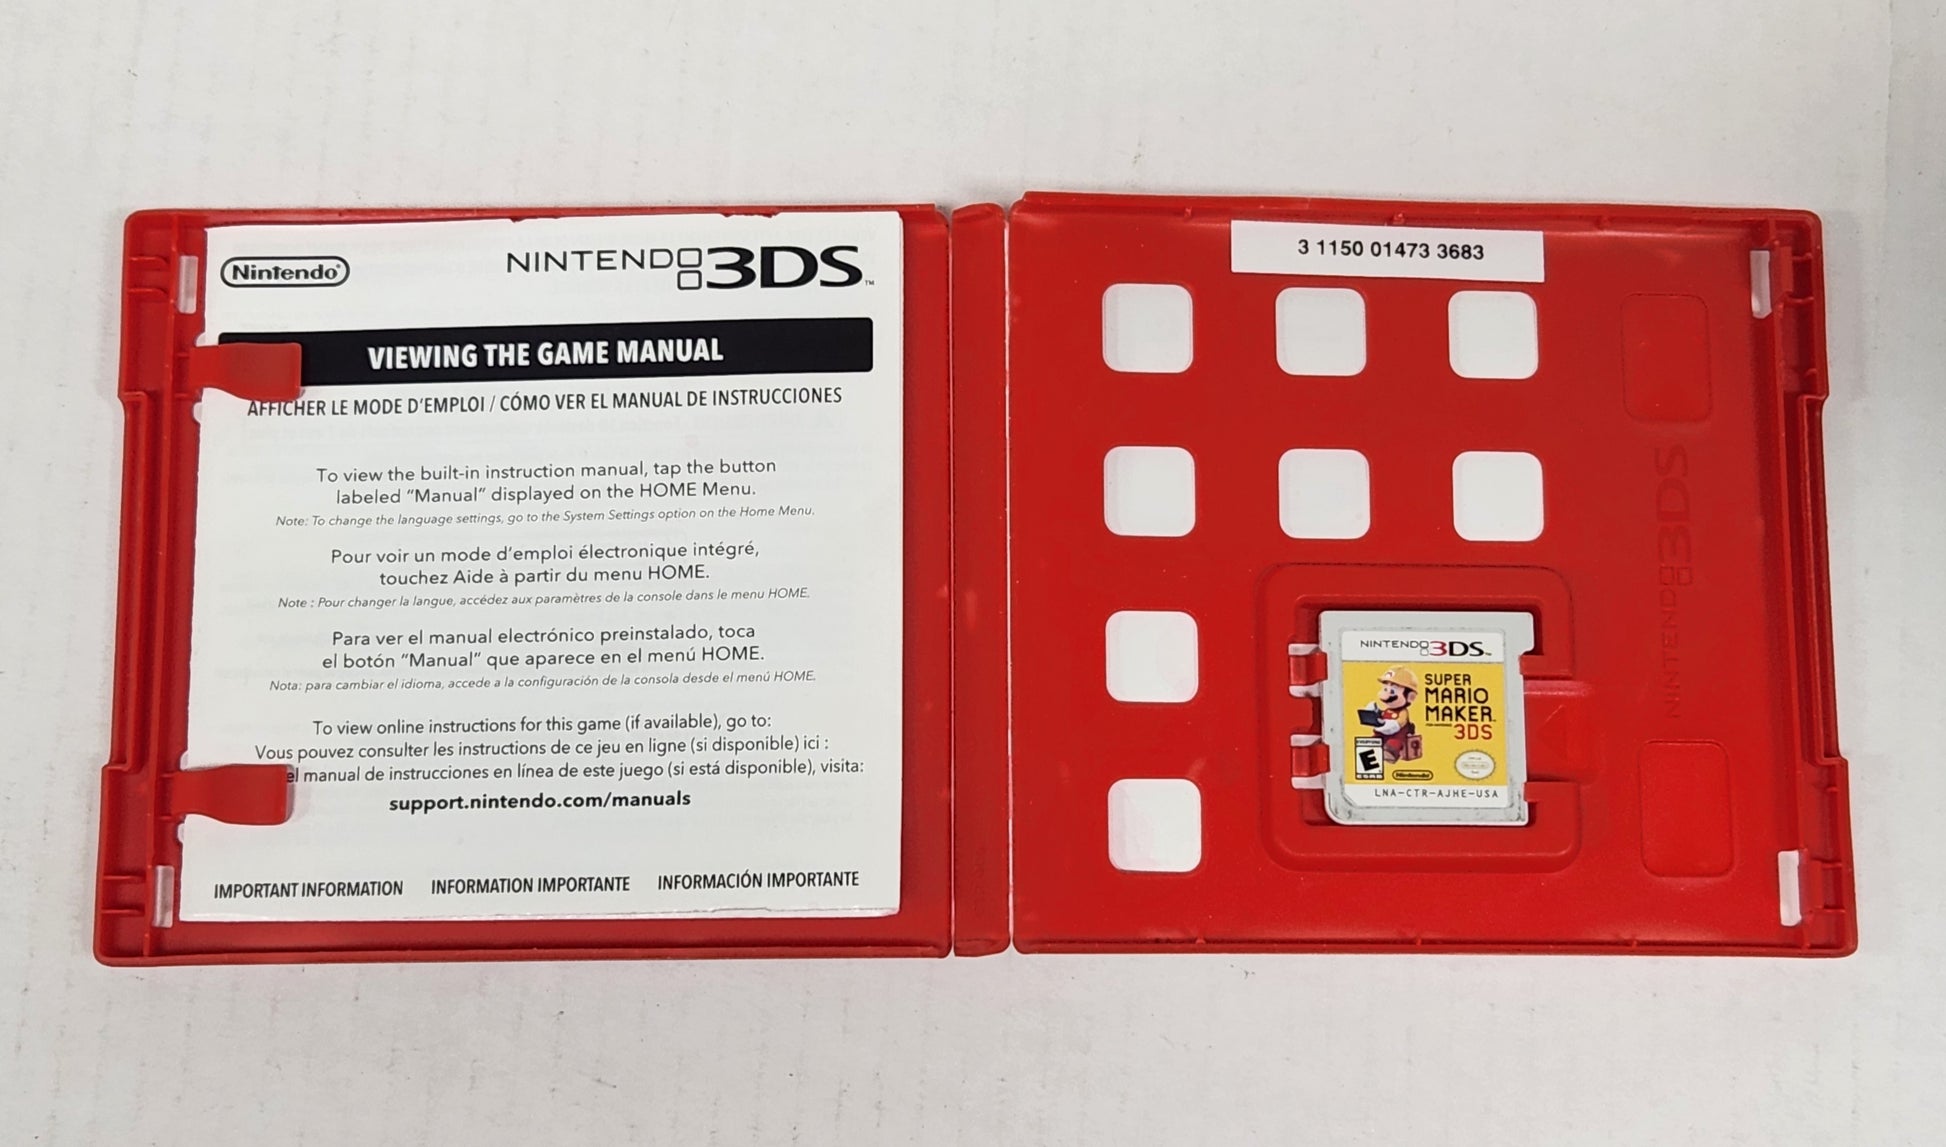 Nintendo®
NINTENDO 3DS™
VIEWING THE GAME MANUAL
AFFICHER LE MODE D'EMPLOI / CÓMO VER EL MANUAL DE INSTRUCCIONES
To view the built-in instruction manual, tap the button
labeled "Manual" displayed on the HOME Menu.
Note: To change the language settings, go to the System Settings option on the Home Menu.
Pour voir un mode d'emploi électronique intégré,
touchez Aide à partir du menu HOME.
Note : Pour changer la langue, accédez aux paramètres de la console dans le menu HOME.
Para ver el manual electrónico preinstalado, toca
el botón "Manual" que aparece en el menú HOME.
Nota: para cambiar el idioma, accede a la configuración de la consola desde el menú HOME.
To view online instructions for this game (if available), go to:
Vous pouvez consulter les instructions de ce jeu en ligne (si disponible) ici :
el manual de instrucciones en línea de este juego (si está disponible), visita:
support.nintendo.com/manuals
IMPORTANT INFORMATION INFORMATION IMPORTANTE INFORMACIÓN IMPORTANTE
3 1150 01473 3683
NINTENDO 3DS
NINTENDO 3DS™
SUPER
MARIO
MAKER™
3DS
EVERYONE
E
ESRB
Nintendo
LNA-CTR-AJHE-USA